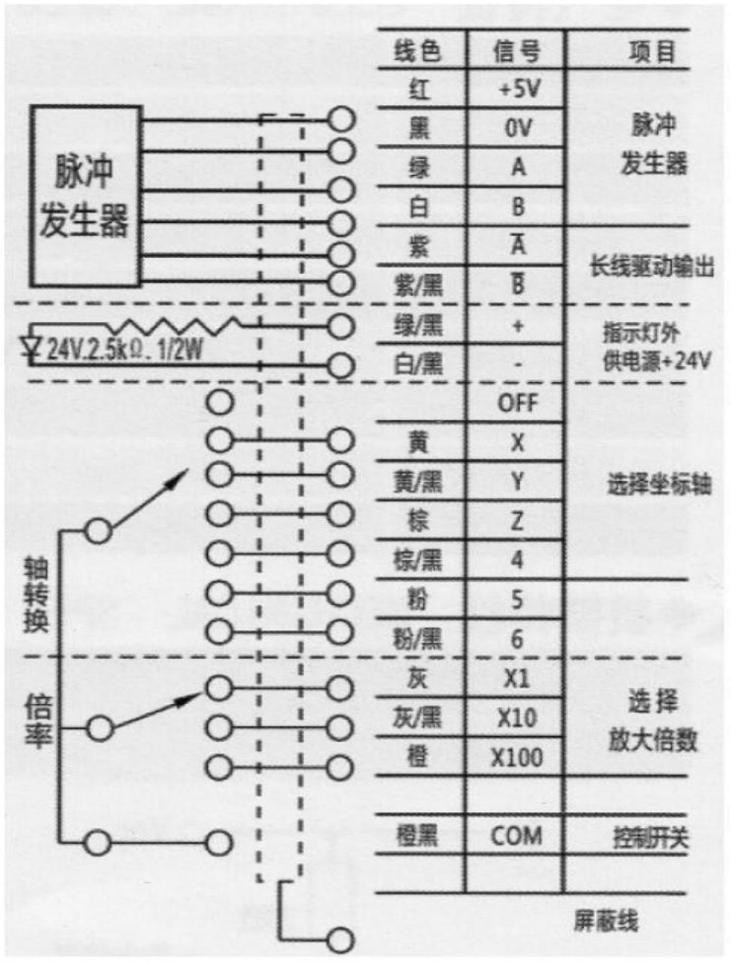 线色 信号 项目
红 +5V
黑 0V 脉冲
绿 A 发生器
白 B
紫 A̅
紫/黑 B̅ 长线驱动输出
脉冲
发生器
绿/黑 + 指示灯外
白/黑 - 供电源+24V
24V.2.5kΩ. 1/2W
OFF
黄 X
黄/黑 Y 选择坐标轴
棕 Z
棕/黑 4
粉 5
粉/黑 6
轴转换
灰 X1 选择
灰/黑 X10 放大倍数
橙 X100
倍率
橙黑 COM 控制开关
屏蔽线